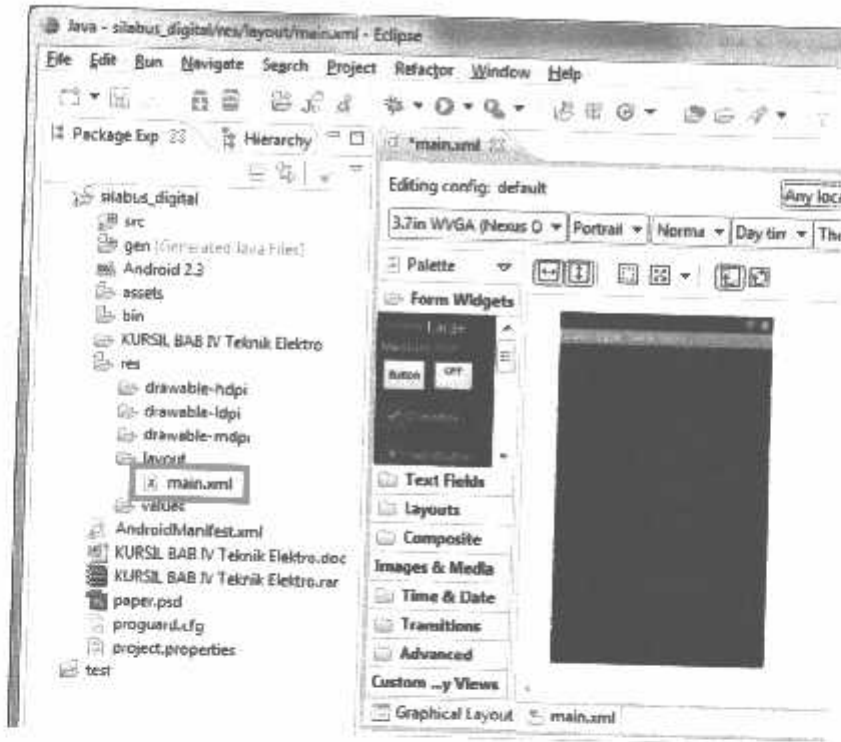 Java - silabus_digital/res/layout/main.xml - Eclipse
File Edit Run Navigate Search Project Refactor Window Help
Package Exp Hierarchy
*main.xml
silabus_digital
src
gen [Generated Java Files]
Android 2.3
assets
bin
KURSIL BAB IV Teknik Elektro
res
drawable-hdpi
drawable-ldpi
drawable-mdpi
layout
main.xml
values
AndroidManifest.xml
KURSIL BAB IV Teknik Elektro.doc
KURSIL BAB IV Teknik Elektro.rar
paper.psd
proguard.cfg
project.properties
test
Editing config: default
Any loca
3.7in WVGA (Nexus O Portrait Norma Day tim The
Palette
Form Widgets
Large
Button OFF
Text Fields
Layouts
Composite
Images & Media
Time & Date
Transitions
Advanced
Custom ...y Views
Graphical Layout main.xml